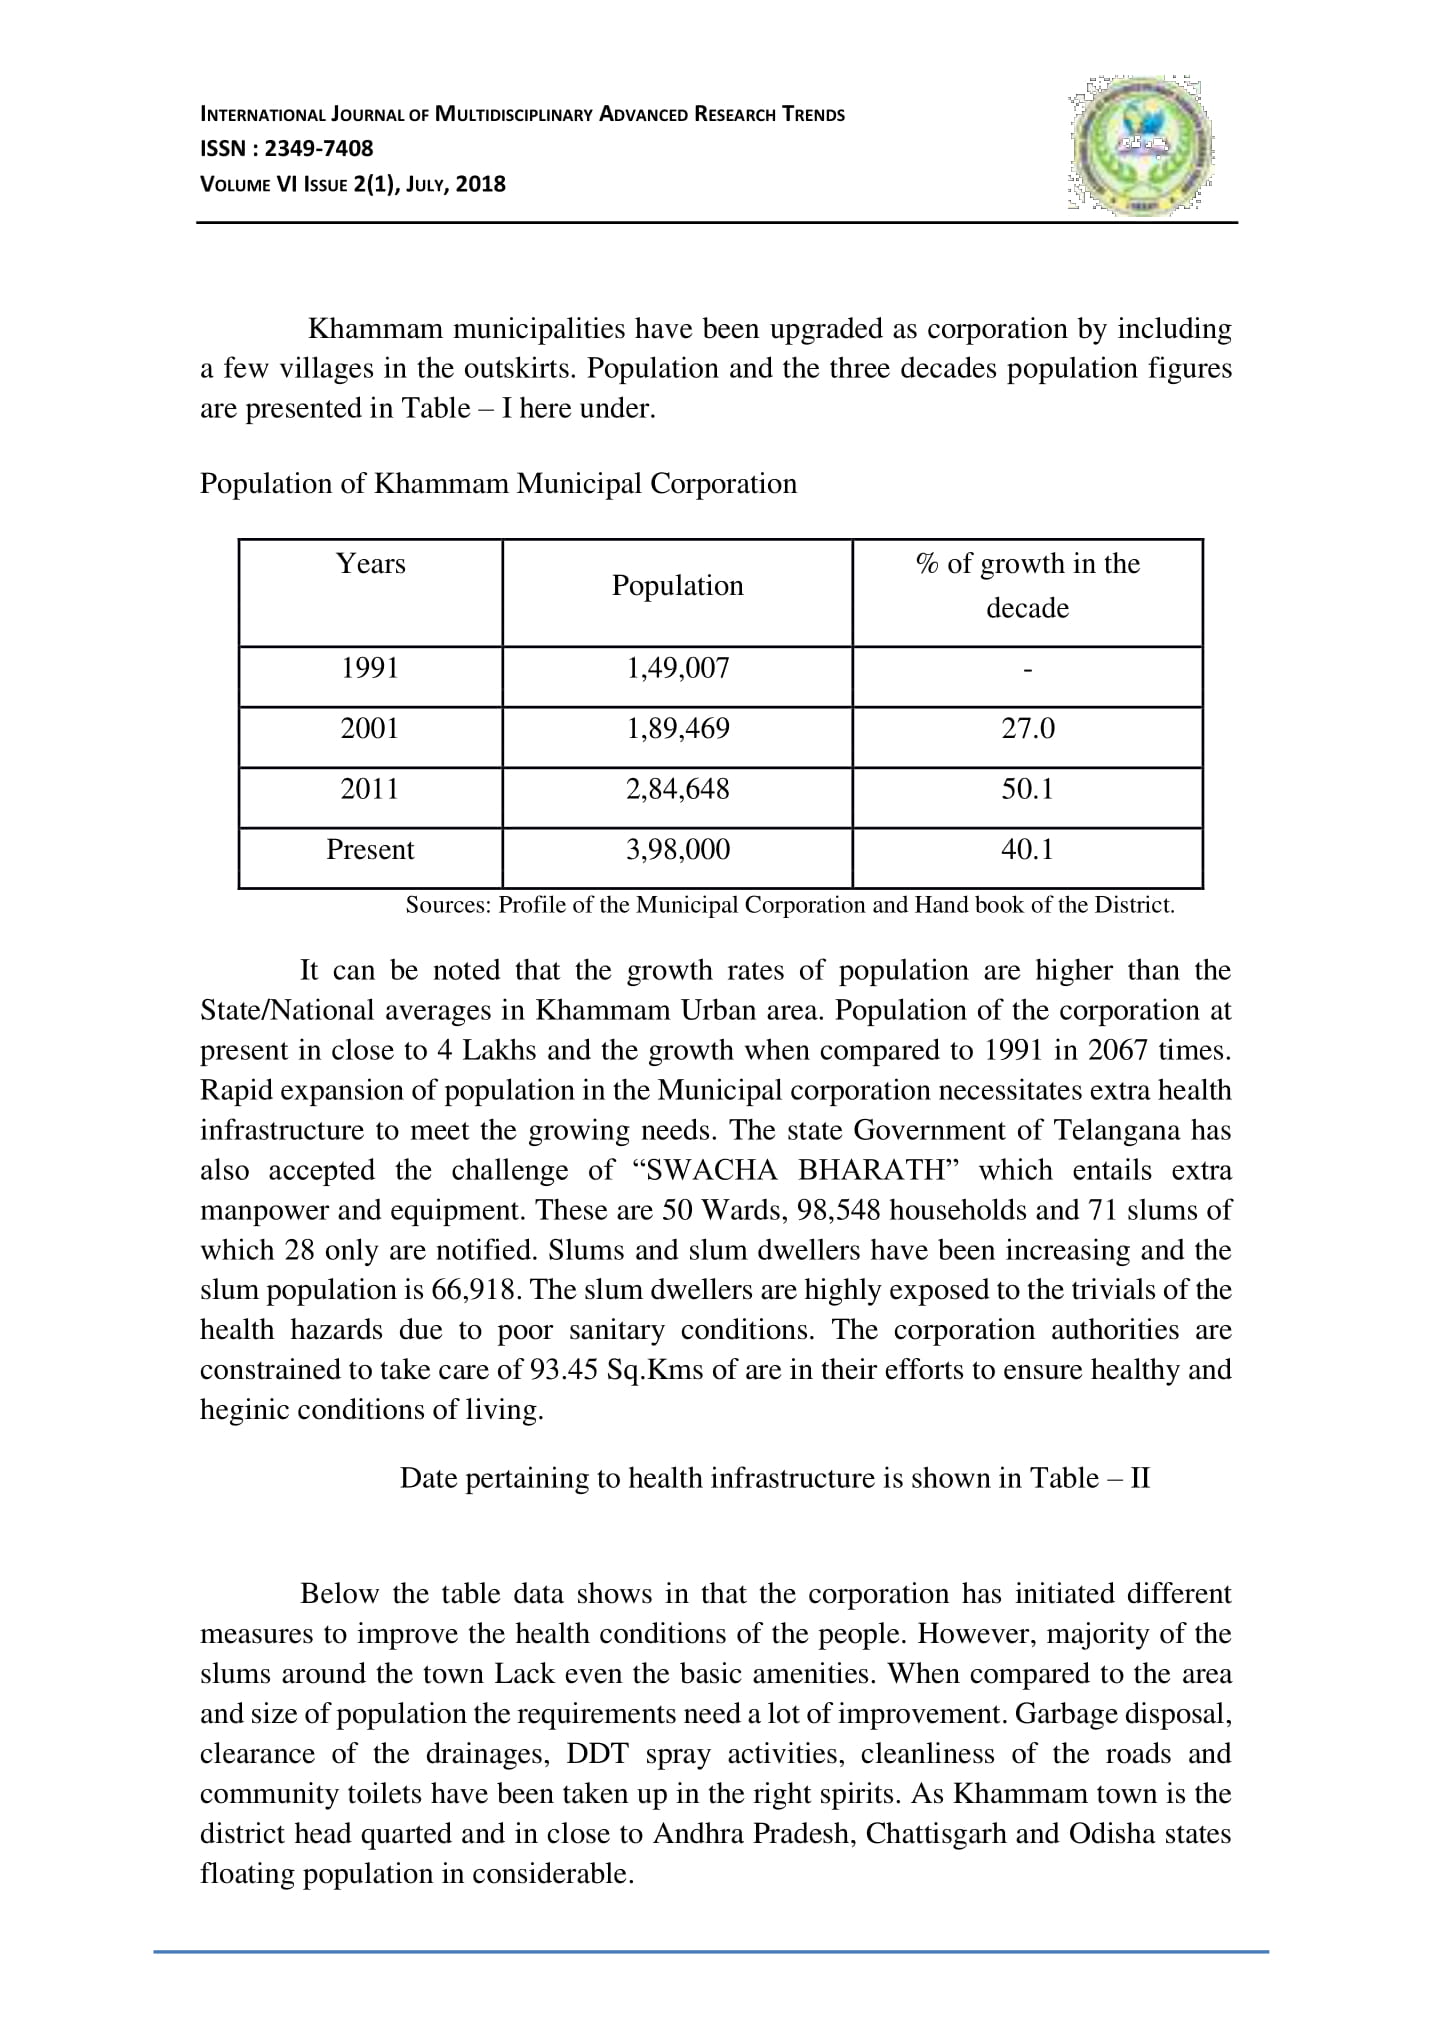 INTERNATIONAL JOURNAL OF MULTIDISCIPLINARY ADVANCED RESEARCH TRENDS
ISSN : 2349-7408
VOLUME VI ISSUE 2(1), JULY, 2018
Khammam municipalities have been upgraded as corporation by including
a few villages in the outskirts. Population and the three decades population figures
are presented in Table – I here under.
Population of Khammam Municipal Corporation
Years Population % of growth in the
decade
1991 1,49,007 -
2001 1,89,469 27.0
2011 2,84,648 50.1
Present 3,98,000 40.1
Sources: Profile of the Municipal Corporation and Hand book of the District.
It can be noted that the growth rates of population are higher than the
State/National averages in Khammam Urban area. Population of the corporation at
present in close to 4 Lakhs and the growth when compared to 1991 in 2067 times.
Rapid expansion of population in the Municipal corporation necessitates extra health
infrastructure to meet the growing needs. The state Government of Telangana has
also accepted the challenge of “SWACHA BHARATH” which entails extra
manpower and equipment. These are 50 Wards, 98,548 households and 71 slums of
which 28 only are notified. Slums and slum dwellers have been increasing and the
slum population is 66,918. The slum dwellers are highly exposed to the trivials of the
health hazards due to poor sanitary conditions. The corporation authorities are
constrained to take care of 93.45 Sq.Kms of are in their efforts to ensure healthy and
heginic conditions of living.
Date pertaining to health infrastructure is shown in Table – II
Below the table data shows in that the corporation has initiated different
measures to improve the health conditions of the people. However, majority of the
slums around the town Lack even the basic amenities. When compared to the area
and size of population the requirements need a lot of improvement. Garbage disposal,
clearance of the drainages, DDT spray activities, cleanliness of the roads and
community toilets have been taken up in the right spirits. As Khammam town is the
district head quarted and in close to Andhra Pradesh, Chattisgarh and Odisha states
floating population in considerable.